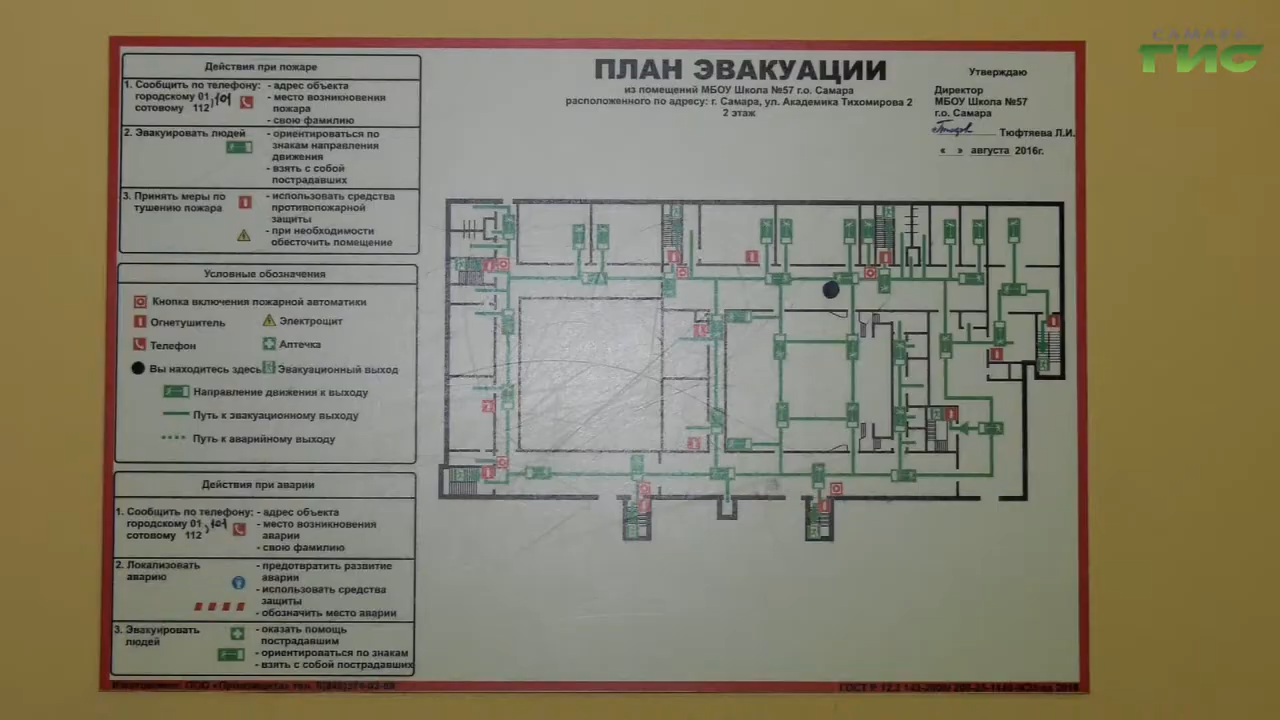 САМАРА
ГИС
ПЛАН ЭВАКУАЦИИ
из помещений МБОУ Школа №57 г.о. Самара
расположенного по адресу: г. Самара, ул. Академика Тихомирова 2
2 этаж
Утверждаю
Директор
МБОУ Школа №57
г.о. Самара
Тюфтяева Л.И.
« » августа 2016г.
Действия при пожаре
1. Сообщить по телефону: - адрес объекта
городскому 01, 101 - место возникновения
сотовому 112 пожара
- свою фамилию
2. Эвакуировать людей - ориентироваться по
знакам направления
движения
- взять с собой
пострадавших
3. Принять меры по - использовать средства
тушению пожара противопожарной
защиты
- при необходимости
обесточить помещение
Условные обозначения
Кнопка включения пожарной автоматики
Огнетушитель Электрощит
Телефон Аптечка
Вы находитесь здесь Эвакуационный выход
Направление движения к выходу
Путь к эвакуационному выходу
Путь к аварийному выходу
Действия при аварии
1. Сообщить по телефону: - адрес объекта
городскому 01, 101 - место возникновения
сотовому 112 аварии
- свою фамилию
2. Локализовать - предотвратить развитие
аварию аварии
- использовать средства
защиты
- обозначить место аварии
3. Эвакуировать - оказать помощь
людей пострадавшим
- ориентироваться по знакам
- взять с собой пострадавших